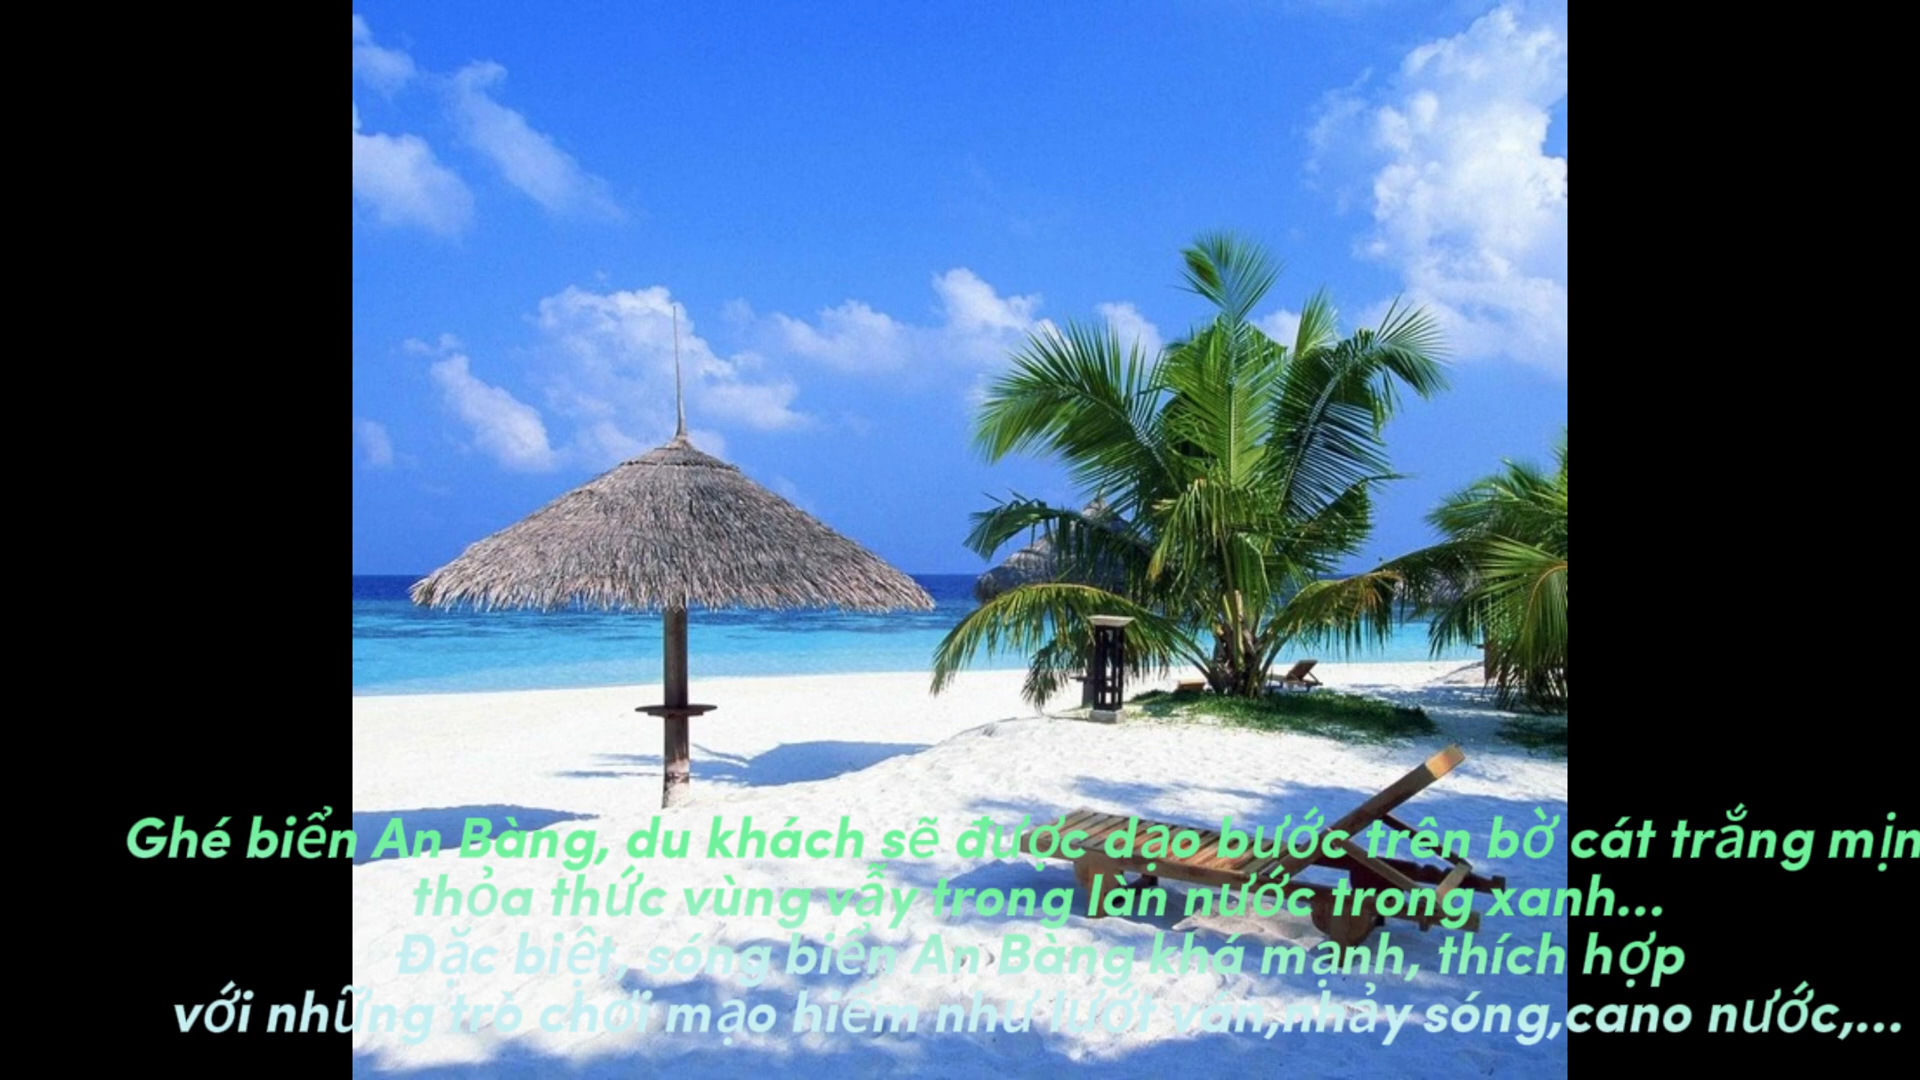 Ghé biển An Bàng, du khách sẽ được dạo bước trên bờ cát trắng mịn
thỏa thức vùng vẫy trong làn nước trong xanh...
Đặc biệt, sóng biển An Bàng khá mạnh, thích hợp
với những trò chơi mạo hiểm như lướt ván,nhảy sóng,cano nước,...